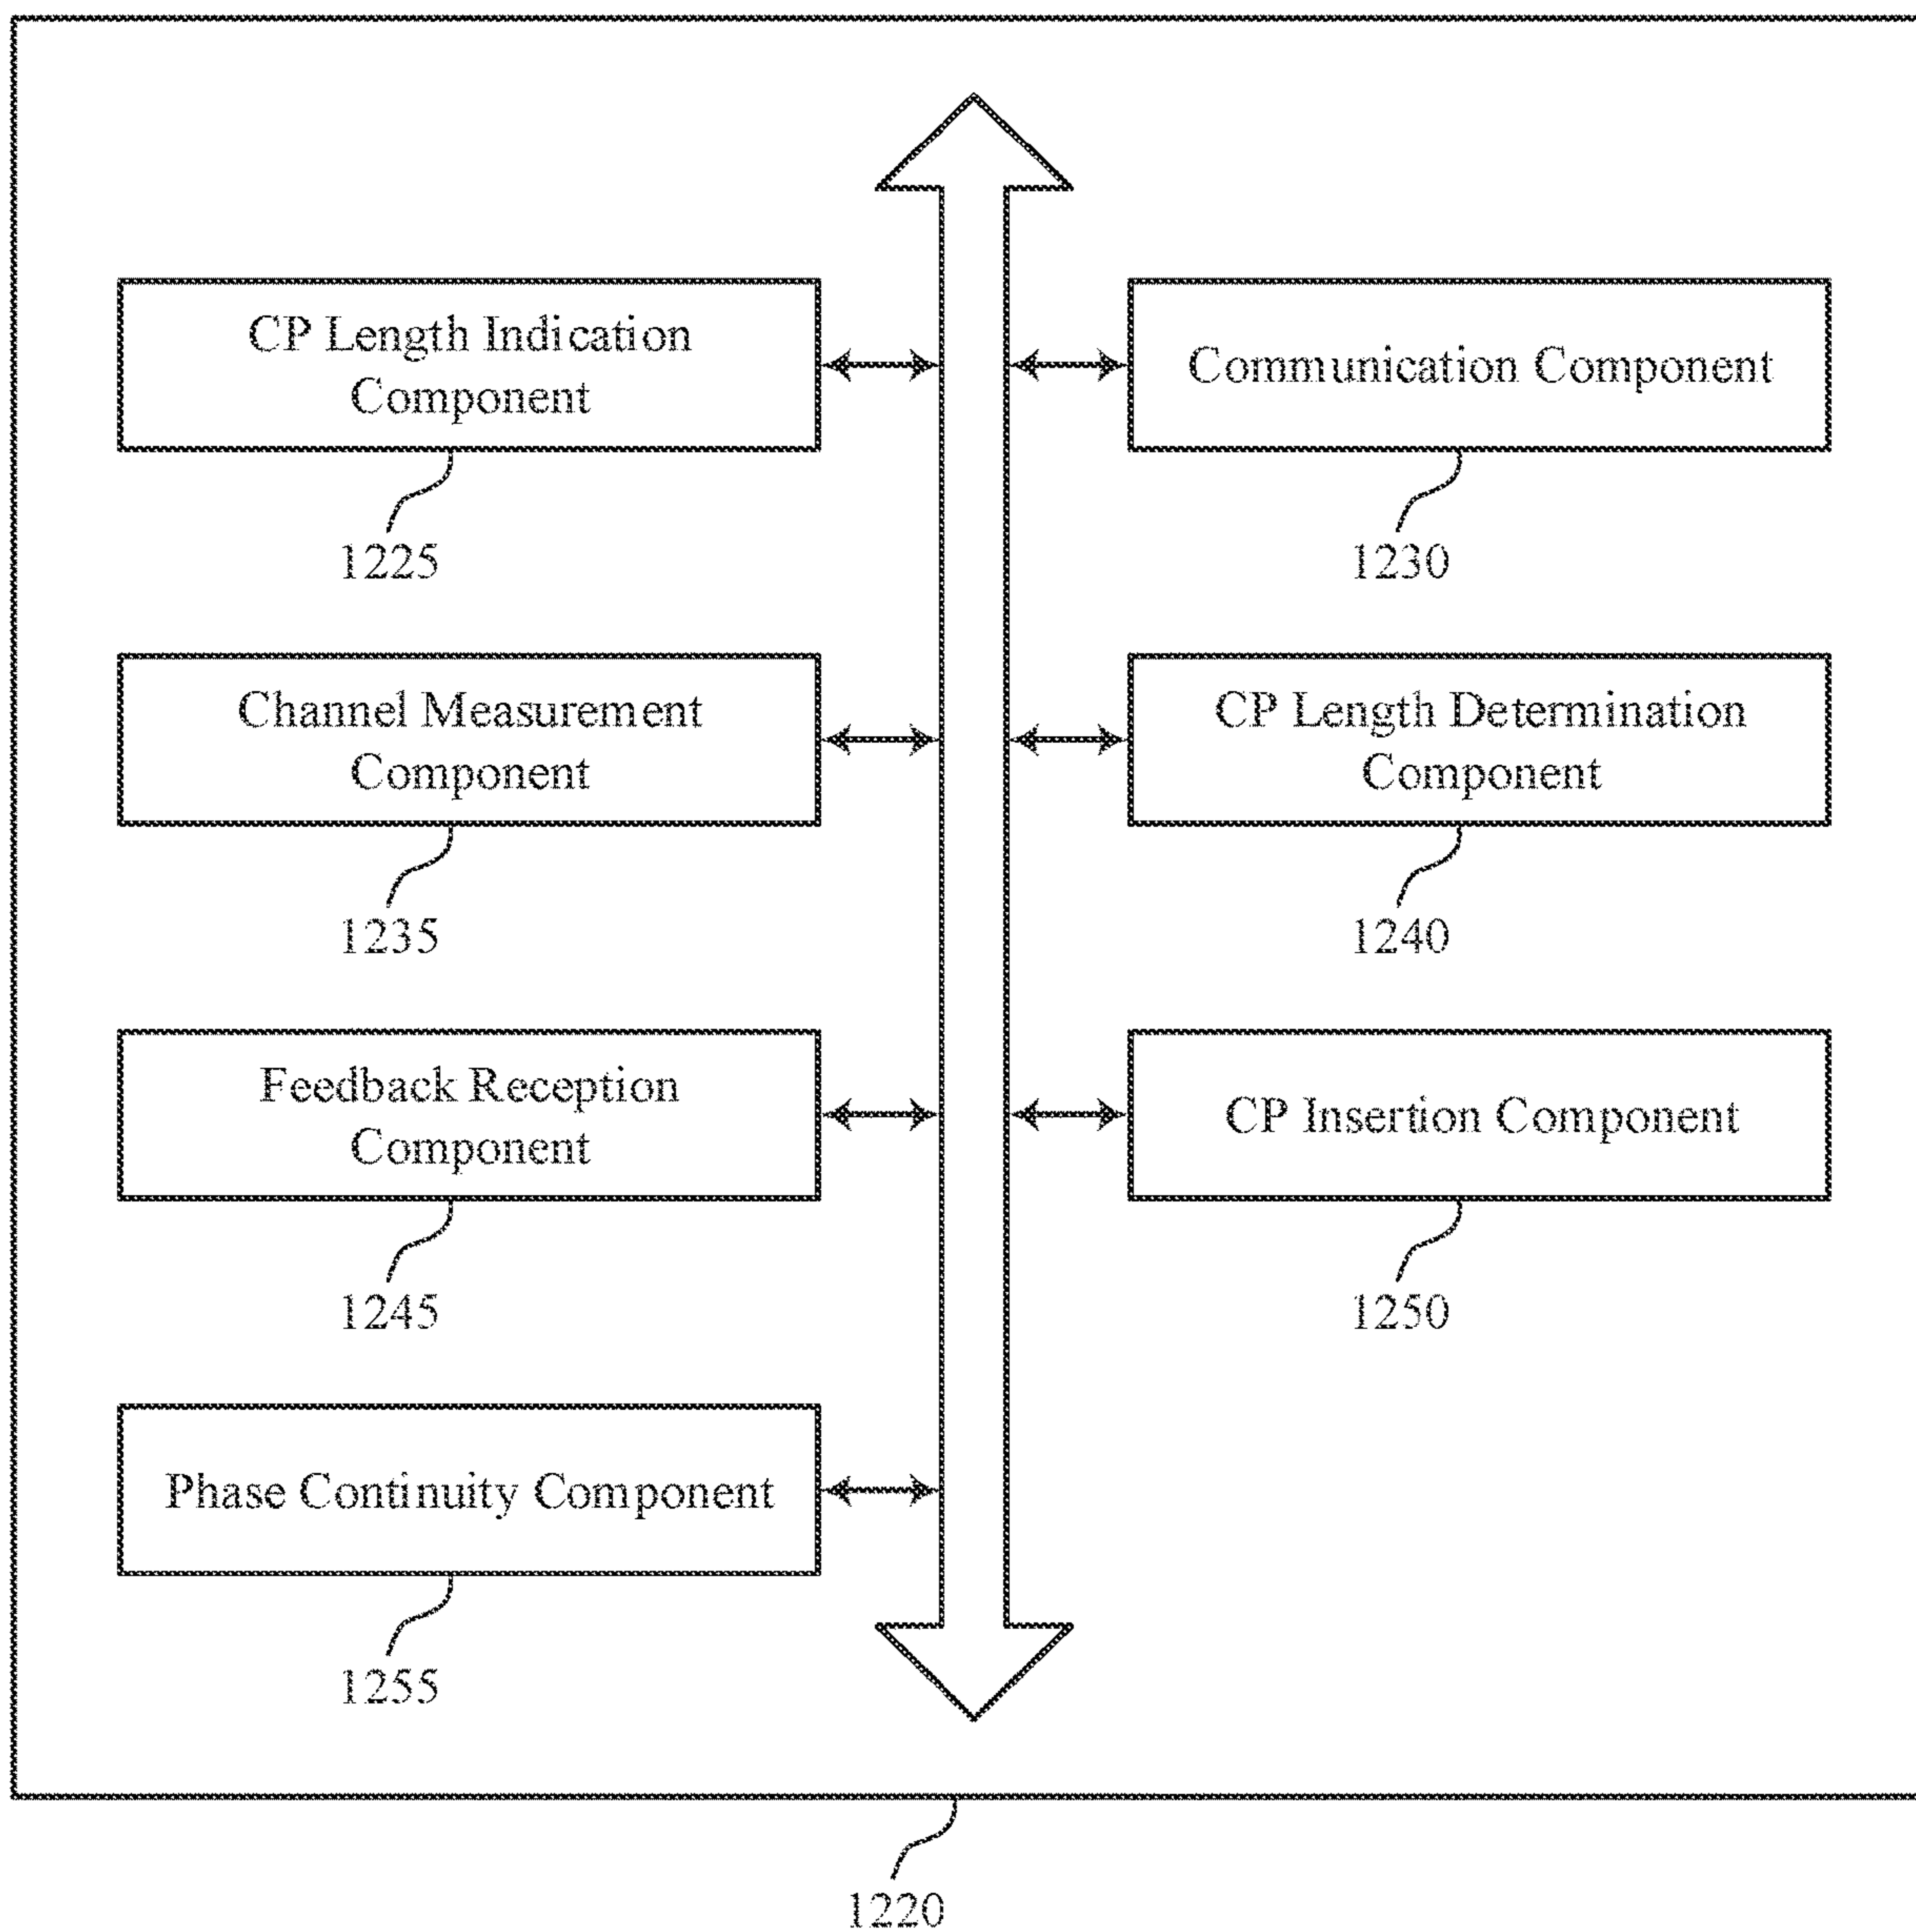 CP Length Indication
Component
1225
Communication Component
1230
Channel Measurement
Component
1235
CP Length Determination
Component
1240
Feedback Reception
Component
1245
CP Insertion Component
1250
Phase Continuity Component
1255
1220